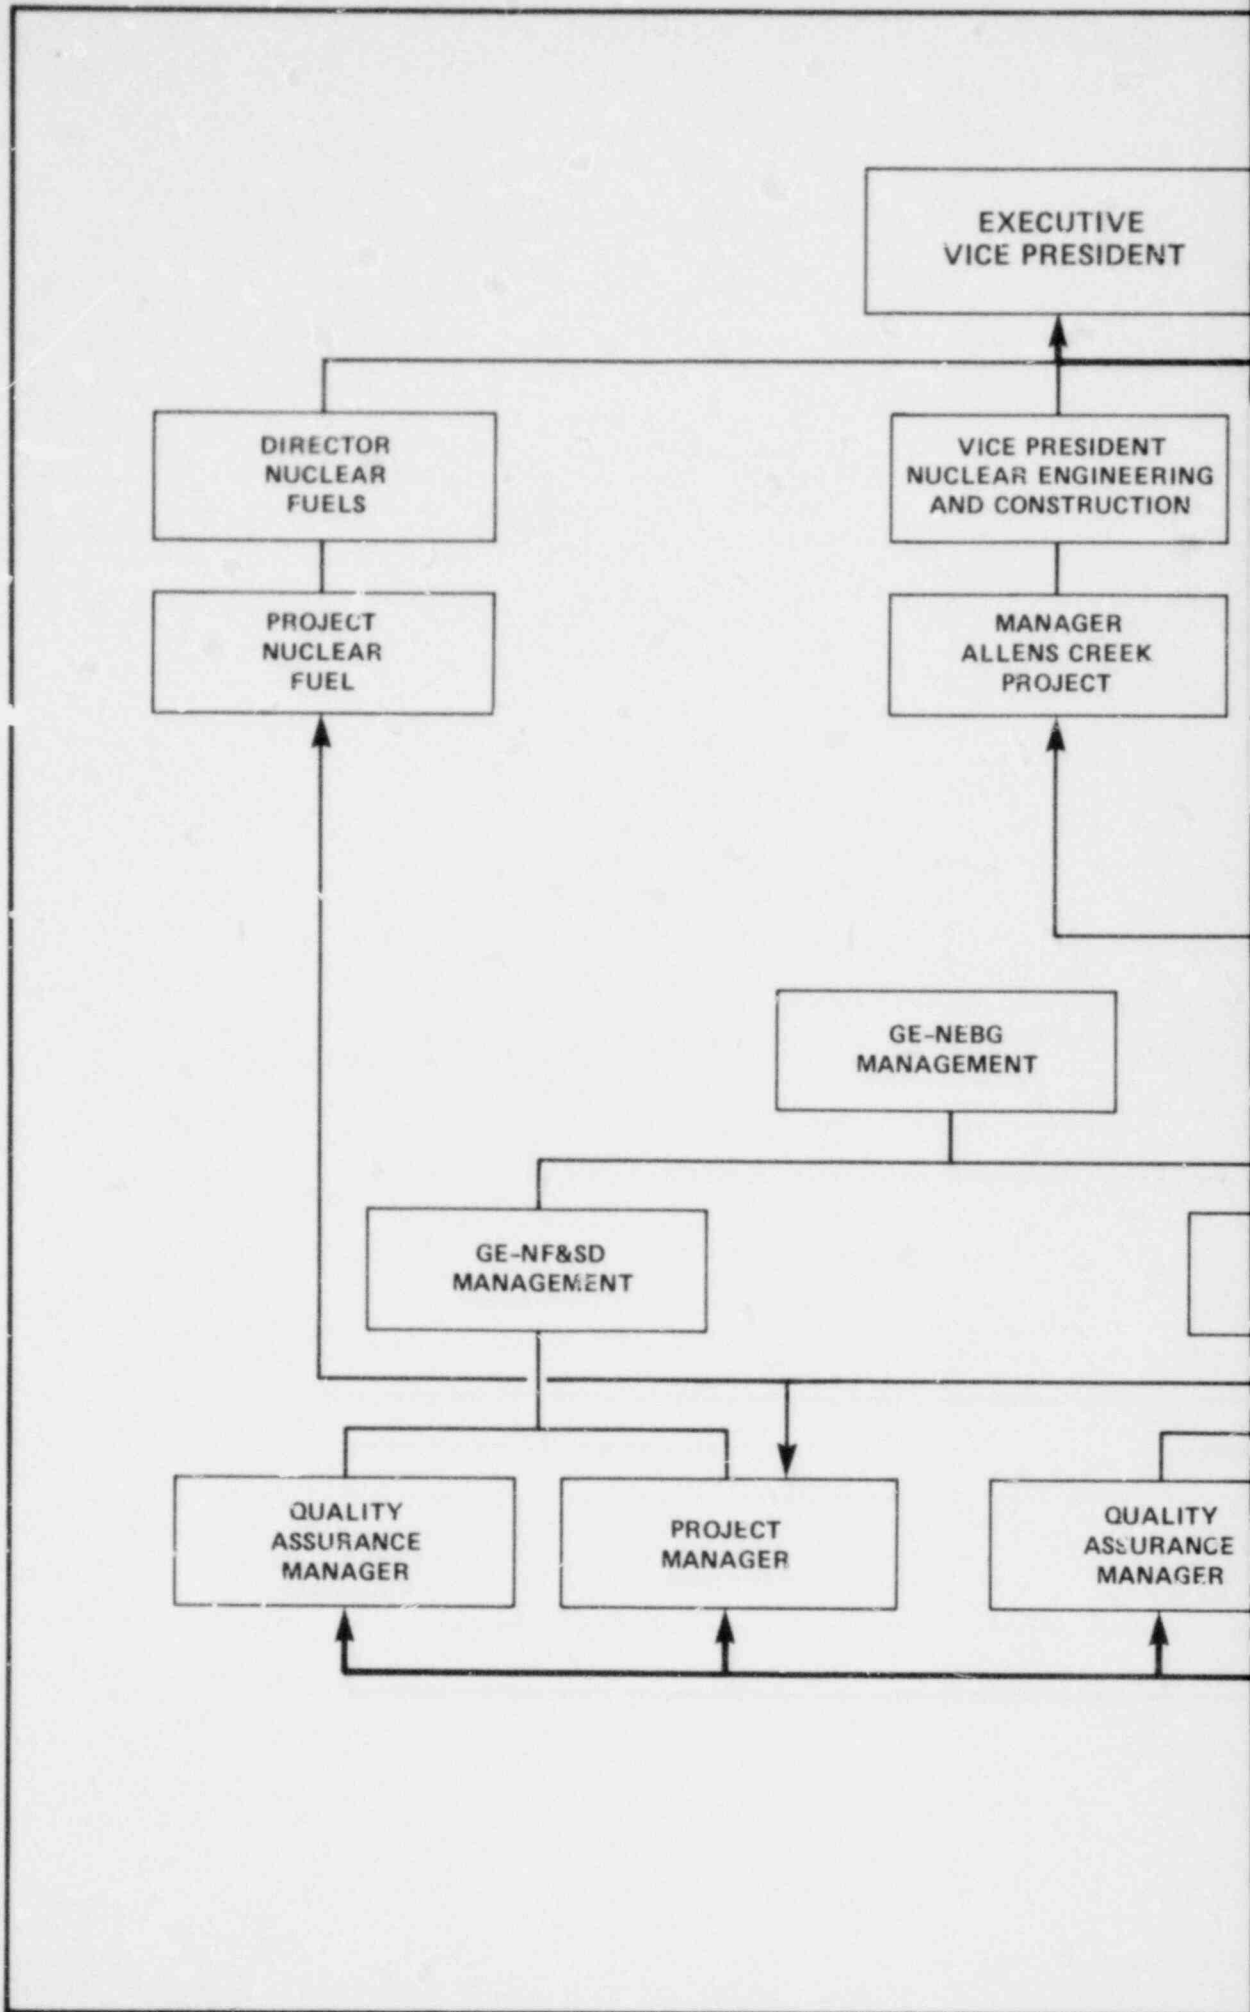 EXECUTIVE
VICE PRESIDENT
DIRECTOR
NUCLEAR
FUELS
VICE PRESIDENT
NUCLEAR ENGINEERING
AND CONSTRUCTION
PROJECT
NUCLEAR
FUEL
MANAGER
ALLENS CREEK
PROJECT
GE-NEBG
MANAGEMENT
GE-NF&SD
MANAGEMENT
QUALITY
ASSURANCE
MANAGER
PROJECT
MANAGER
QUALITY
ASSURANCE
MANAGER